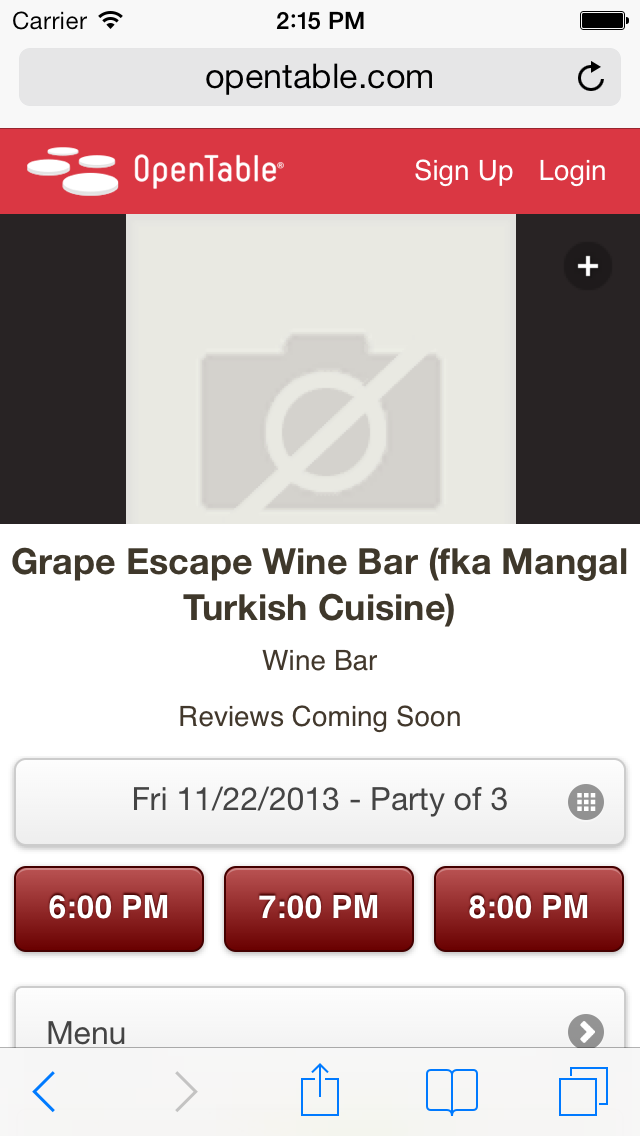 Carrier 2:15 PM
opentable.com
OpenTable® Sign Up Login
Grape Escape Wine Bar (fka Mangal
Turkish Cuisine)
Wine Bar
Reviews Coming Soon
Fri 11/22/2013 - Party of 3
6:00 PM 7:00 PM 8:00 PM
Menu